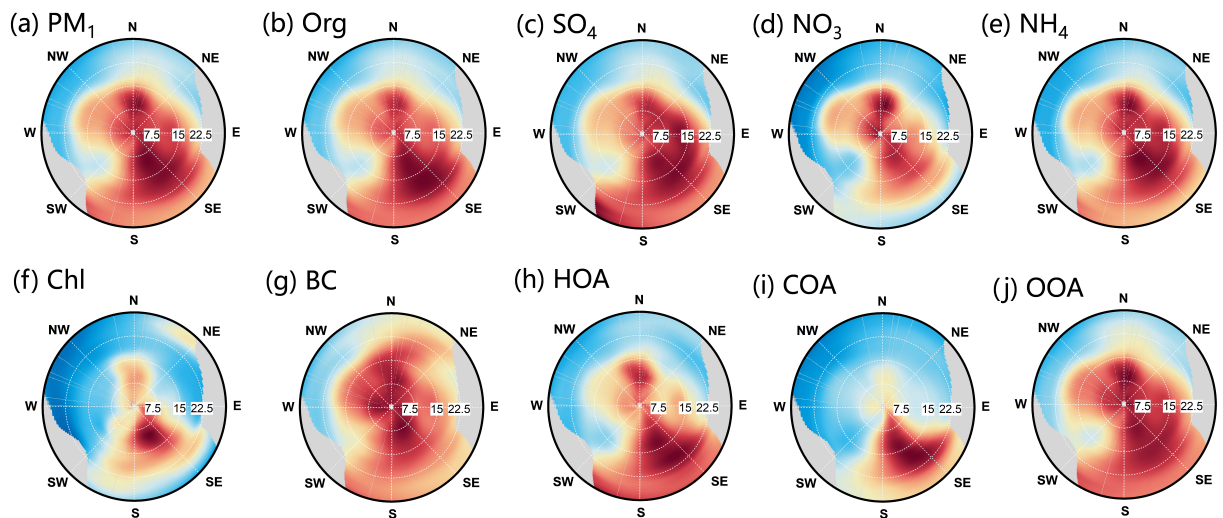 (a) PM₁
(b) Org
(c) SO₄
(d) NO₃
(e) NH₄
N
NW NE
W 7.5 15 22.5 E
SW SE
S
N
NW NE
W 7.5 15 22.5 E
SW SE
S
N
NW NE
W 7.5 15 22.5 E
SW SE
S
N
NW NE
W 7.5 15 22.5 E
SW SE
S
N
NW NE
W 7.5 15 22.5 E
SW SE
S
(f) Chl
(g) BC
(h) HOA
(i) COA
(j) OOA
N
NW NE
W 7.5 15 22.5 E
SW SE
S
N
NW NE
W 7.5 15 22.5 E
SW SE
S
N
NW NE
W 7.5 15 22.5 E
SW SE
S
N
NW NE
W 7.5 15 22.5 E
SW SE
S
N
NW NE
W 7.5 15 22.5 E
SW SE
S